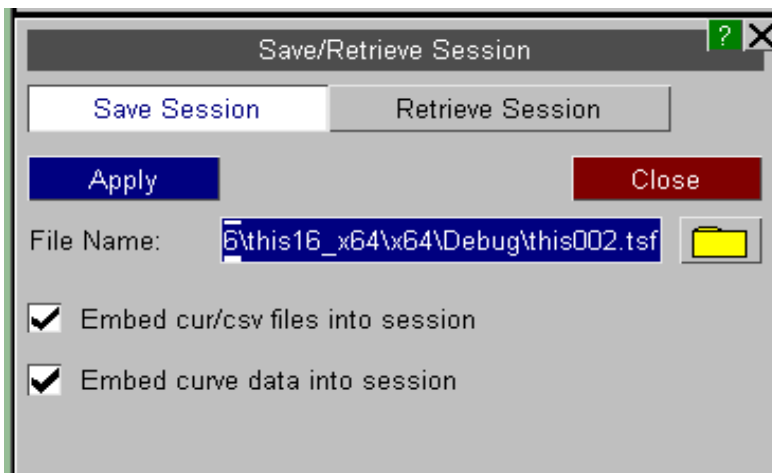 Save/Retrieve Session ?
Save Session Retrieve Session
Apply Close
File Name: 6\this16_x64\x64\Debug\this002.tsf
Embed cur/csv files into session
Embed curve data into session